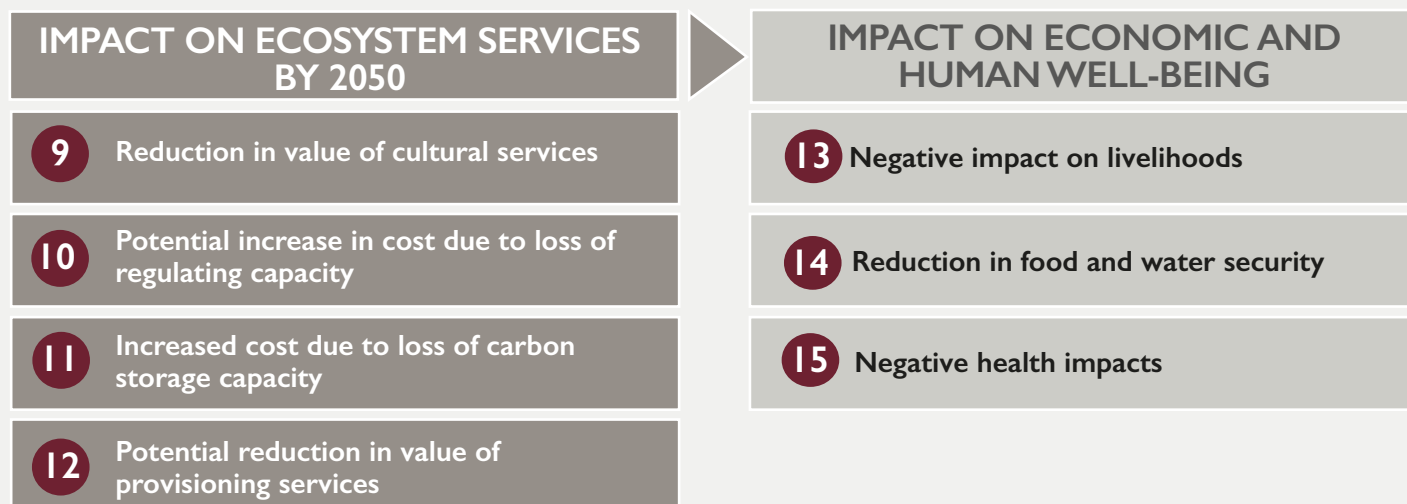 IMPACT ON ECOSYSTEM SERVICES
BY 2050
9 Reduction in value of cultural services
10 Potential increase in cost due to loss of
regulating capacity
11 Increased cost due to loss of carbon
storage capacity
12 Potential reduction in value of
provisioning services
IMPACT ON ECONOMIC AND
HUMAN WELL-BEING
13 Negative impact on livelihoods
14 Reduction in food and water security
15 Negative health impacts